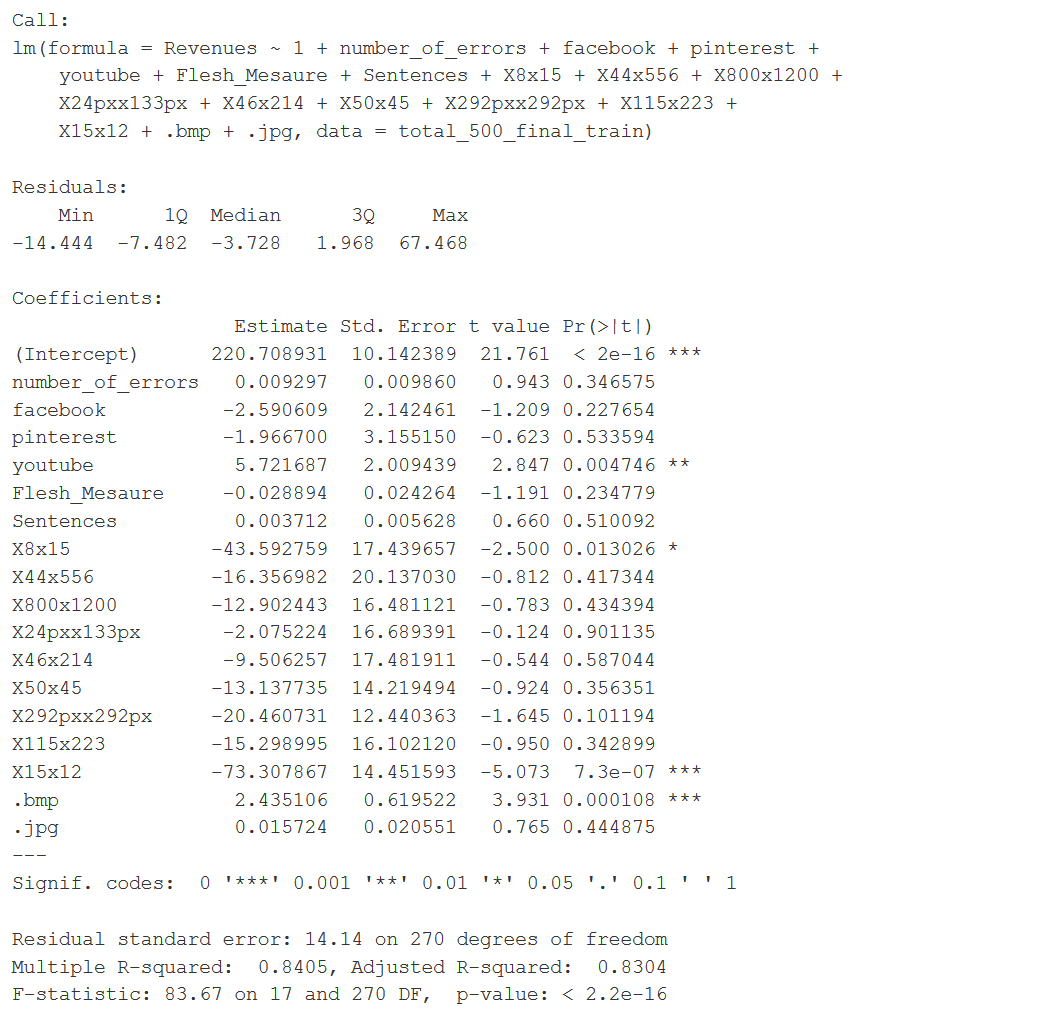 Call:
lm(formula = Revenues ~ 1 + number_of_errors + facebook + pinterest +
    youtube + Flesh_Mesaure + Sentences + X8x15 + X44x556 + X800x1200 +
    X24pxx133px + X46x214 + X50x45 + X292pxx292px + X115x223 +
    X15x12 + .bmp + .jpg, data = total_500_final_train)
Residuals:
    Min      1Q  Median      3Q     Max
-14.444  -7.482  -3.728   1.968  67.468
Coefficients:
                   Estimate Std. Error t value Pr(>|t|)
(Intercept)      220.708931  10.142389  21.761  < 2e-16 ***
number_of_errors   0.009297   0.009860   0.943 0.346575
facebook          -2.590609   2.142461  -1.209 0.227654
pinterest         -1.966700   3.155150  -0.623 0.533594
youtube            5.721687   2.009439   2.847 0.004746 **
Flesh_Mesaure     -0.028894   0.024264  -1.191 0.234779
Sentences          0.003712   0.005628   0.660 0.510092
X8x15            -43.592759  17.439657  -2.500 0.013026 *
X44x556          -16.356982  20.137030  -0.812 0.417344
X800x1200        -12.902443  16.481121  -0.783 0.434394
X24pxx133px       -2.075224  16.689391  -0.124 0.901135
X46x214           -9.506257  17.481911  -0.544 0.587044
X50x45           -13.137735  14.219494  -0.924 0.356351
X292pxx292px     -20.460731  12.440363  -1.645 0.101194
X115x223         -15.298995  16.102120  -0.950 0.342899
X15x12           -73.307867  14.451593  -5.073  7.3e-07 ***
.bmp               2.435106   0.619522   3.931 0.000108 ***
.jpg               0.015724   0.020551   0.765 0.444875
---
Signif. codes:  0 '***' 0.001 '**' 0.01 '*' 0.05 '.' 0.1 ' ' 1
Residual standard error: 14.14 on 270 degrees of freedom
Multiple R-squared:  0.8405, Adjusted R-squared:  0.8304
F-statistic: 83.67 on 17 and 270 DF,  p-value: < 2.2e-16